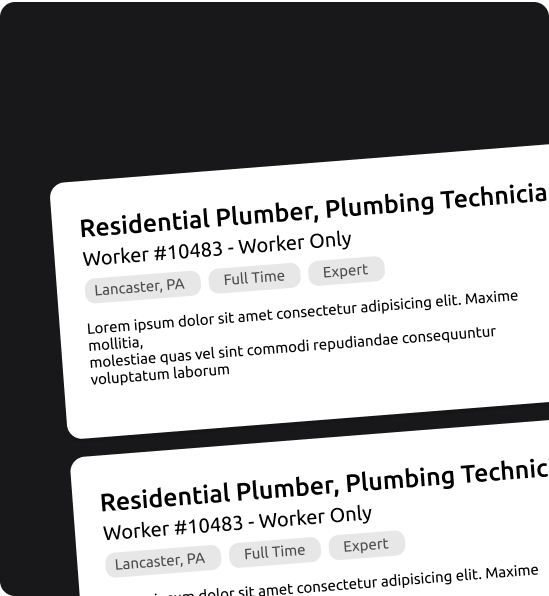 Residential Plumber, Plumbing Technicia
Worker #10483 - Worker Only
Lancaster, PA Full Time Expert
Lorem ipsum dolor sit amet consectetur adipisicing elit. Maxime
mollitia,
molestiae quas vel sint commodi repudiandae consequuntur
voluptatum laborum
Residential Plumber, Plumbing Technic
Worker #10483 - Worker Only
Lancaster, PA Full Time Expert
dolor sit amet consectetur adipisicing elit. Maxime